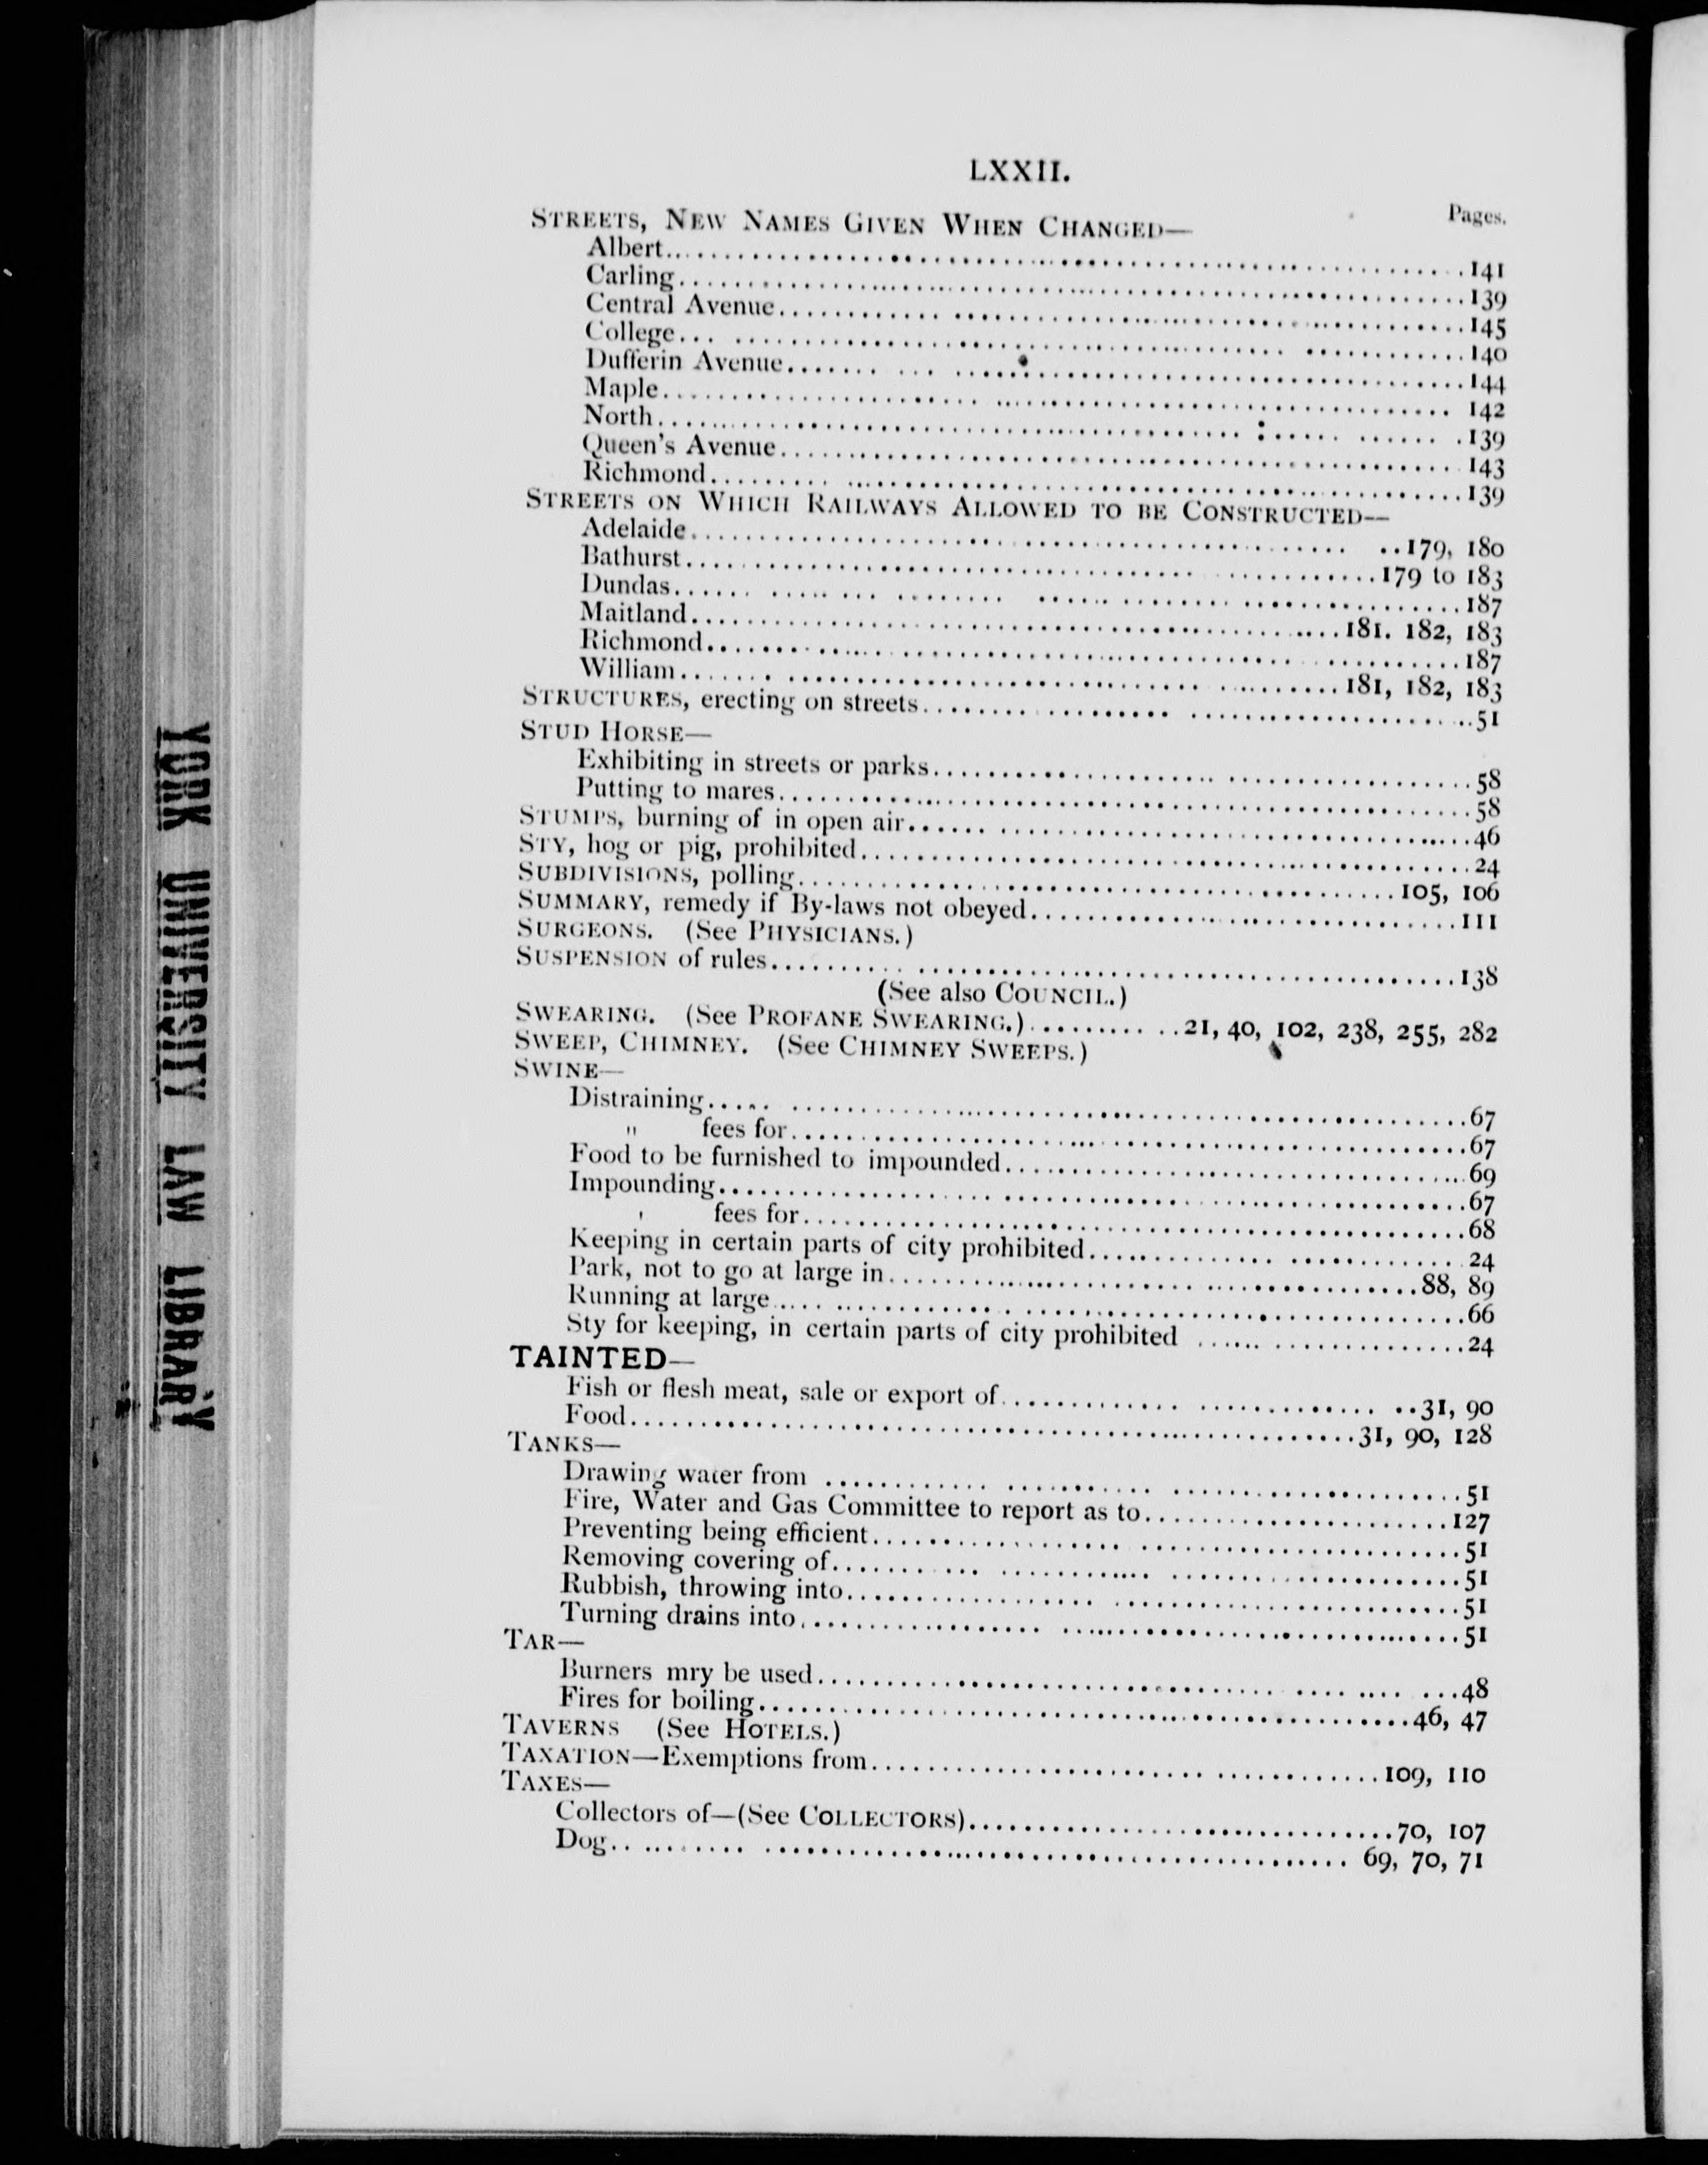 LXXII.
Pages.
STREETS, NEW NAMES GIVEN WHEN CHANGED—
Albert........141
Carling........139
Central Avenue........145
College........140
Dufferin Avenue........144
Maple........142
North........139
Queen's Avenue........143
Richmond........139
STREETS ON WHICH RAILWAYS ALLOWED TO BE CONSTRUCTED—
Adelaide........179, 180
Bathurst........179 to 183
Dundas........187
Maitland........181. 182, 183
Richmond........187
William........181, 182, 183
STRUCTURES, erecting on streets........51
STUD HORSE—
Exhibiting in streets or parks........58
Putting to mares........58
STUMPS, burning of in open air........46
STY, hog or pig, prohibited........24
SUBDIVISIONS, polling........105, 106
SUMMARY, remedy if By-laws not obeyed........111
SURGEONS. (See PHYSICIANS.)
SUSPENSION of rules........138
(See also COUNCIL.)
SWEARING. (See PROFANE SWEARING.)........21, 40, 102, 238, 255, 282
SWEEP, CHIMNEY. (See CHIMNEY SWEEPS.)
SWINE—
Distraining........67
" fees for........67
Food to be furnished to impounded........69
Impounding........67
' fees for........68
Keeping in certain parts of city prohibited........24
Park, not to go at large in........88, 89
Running at large........66
Sty for keeping, in certain parts of city prohibited........24
TAINTED—
Fish or flesh meat, sale or export of........31, 90
Food........31, 90, 128
TANKS—
Drawing water from........51
Fire, Water and Gas Committee to report as to........127
Preventing being efficient........51
Removing covering of........51
Rubbish, throwing into........51
Turning drains into........51
TAR—
Burners mry be used........48
Fires for boiling........46, 47
TAVERNS (See HOTELS.)
TAXATION—Exemptions from........109, 110
TAXES—
Collectors of—(See COLLECTORS)........70, 107
Dog........69, 70, 71
YORK UNIVERSITY LAW LIBRARY